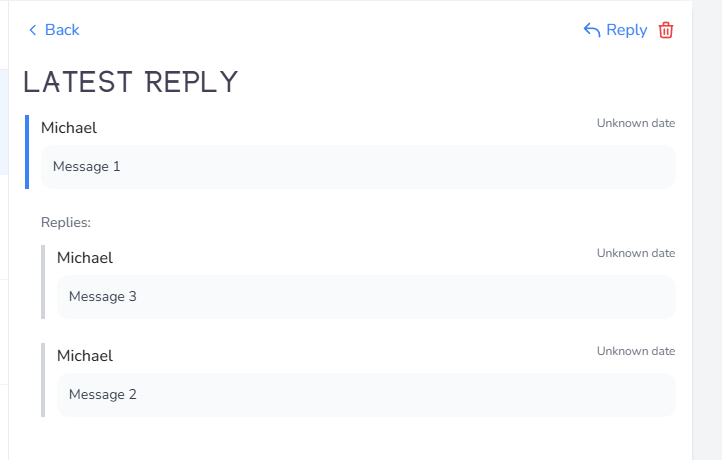 Back
Reply
LATEST REPLY
Michael
Unknown date
Message 1
Replies:
Michael
Unknown date
Message 3
Michael
Unknown date
Message 2